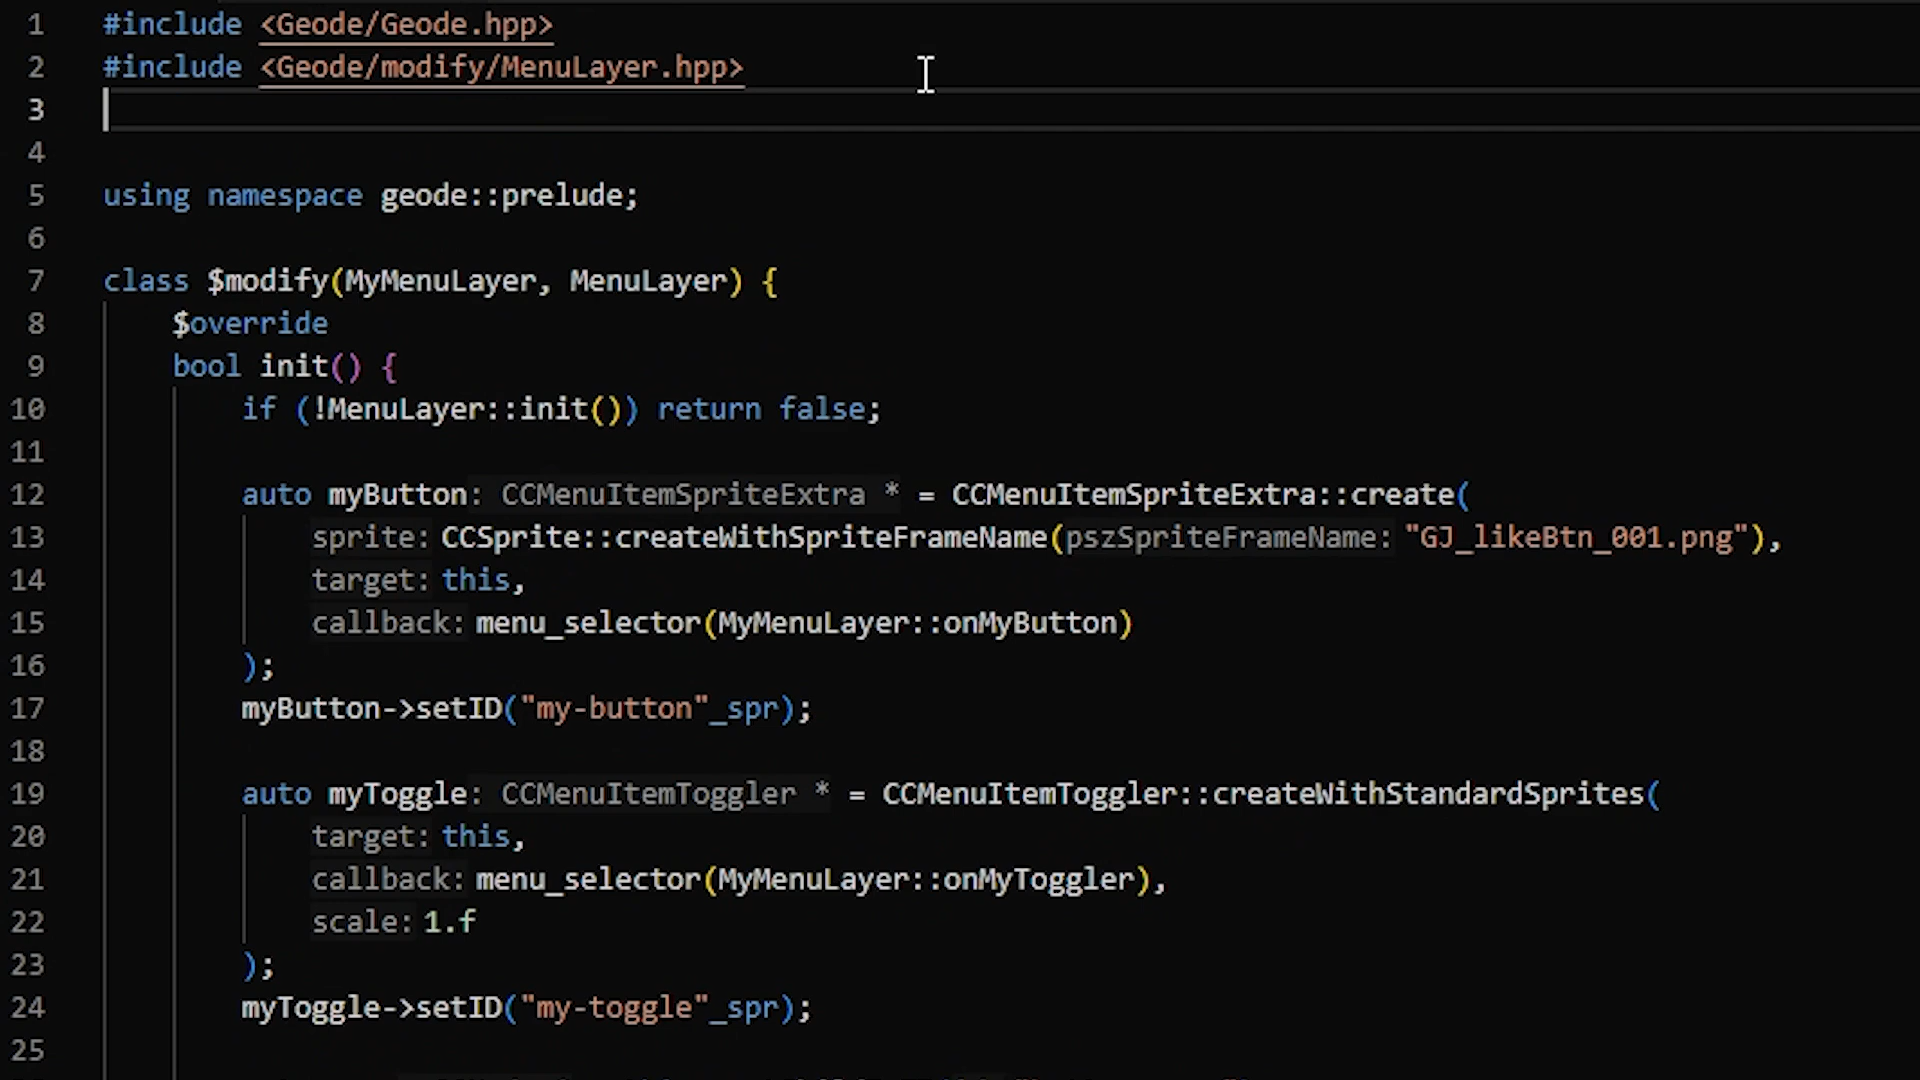 1 #include <Geode/Geode.hpp>
2 #include <Geode/modify/MenuLayer.hpp>
3
4
5 using namespace geode::prelude;
6
7 class $modify(MyMenuLayer, MenuLayer) {
8 $override
9 bool init() {
10 if (!MenuLayer::init()) return false;
11
12 auto myButton: CCMenuItemSpriteExtra * = CCMenuItemSpriteExtra::create(
13 sprite: CCSprite::createWithSpriteFrameName(pszSpriteFrameName: "GJ_likeBtn_001.png"),
14 target: this,
15 callback: menu_selector(MyMenuLayer::onMyButton)
16 );
17 myButton->setID("my-button"_spr);
18
19 auto myToggle: CCMenuItemToggler * = CCMenuItemToggler::createWithStandardSprites(
20 target: this,
21 callback: menu_selector(MyMenuLayer::onMyToggler),
22 scale: 1.f
23 );
24 myToggle->setID("my-toggle"_spr);
25